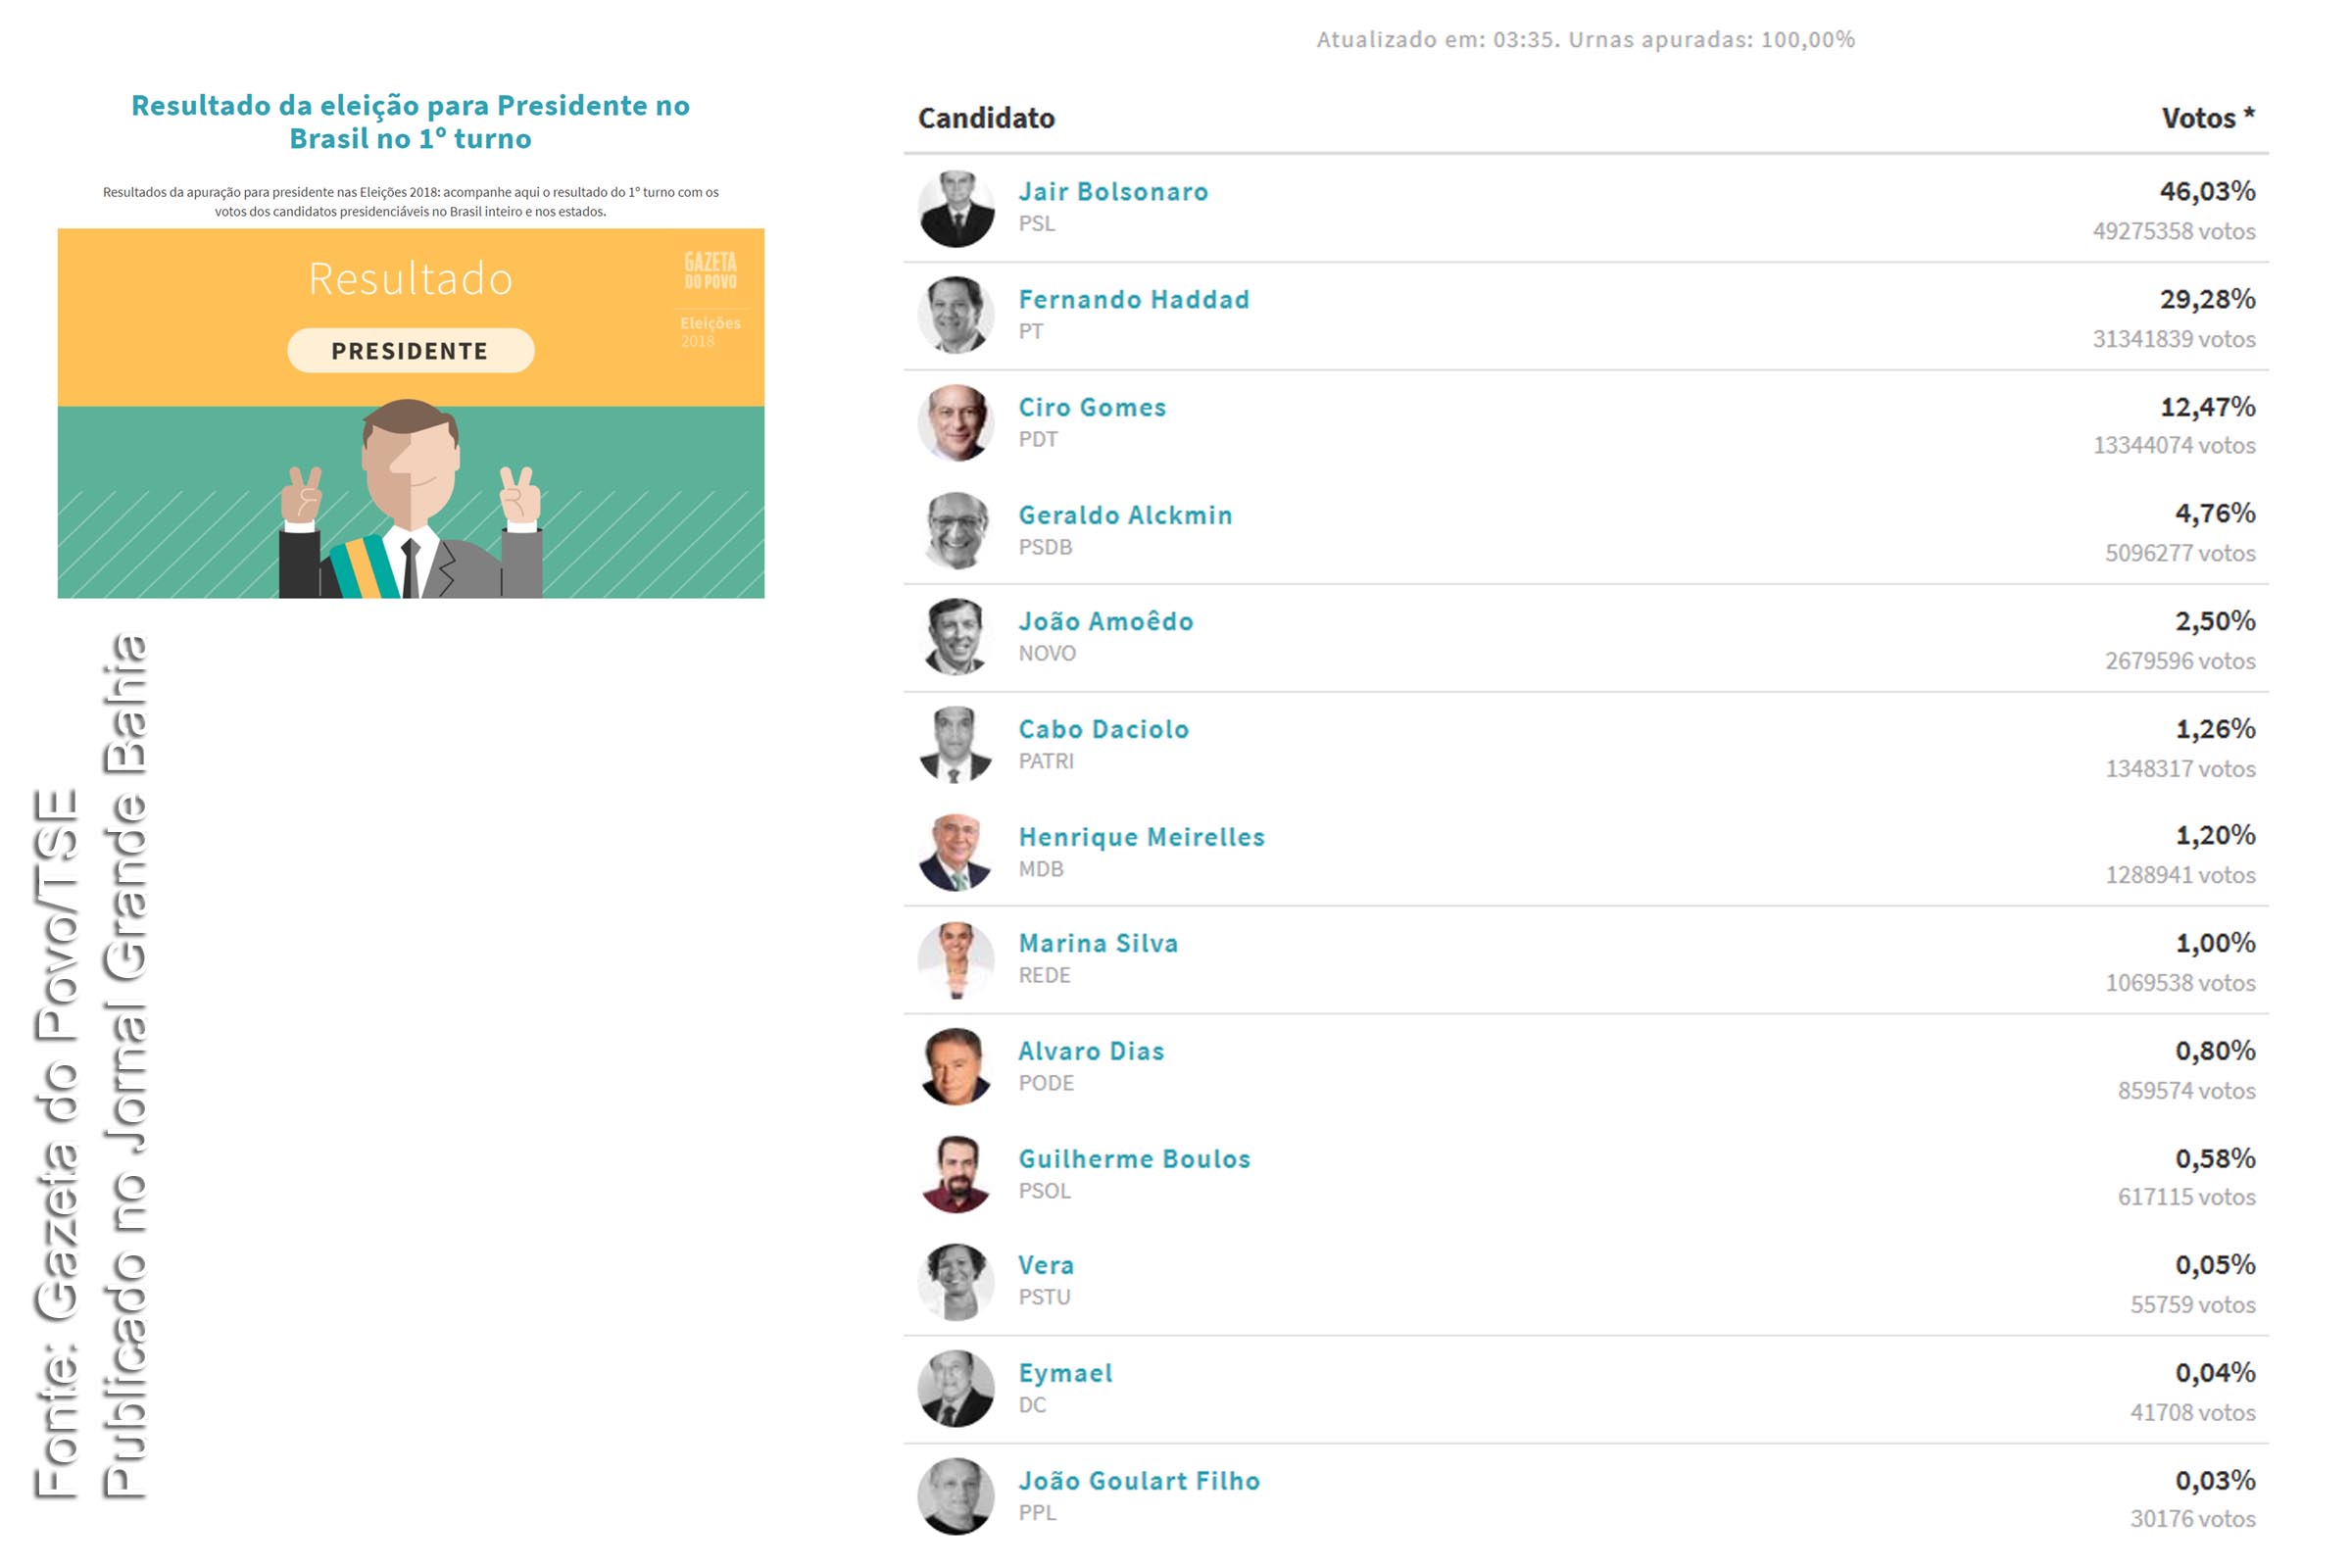 Resultado da eleição para Presidente no
Brasil no 1º turno
Resultados da apuração para presidente nas Eleições 2018: acompanhe aqui o resultado do 1º turno com os
votos dos candidatos presidenciáveis no Brasil inteiro e nos estados.
Resultado
PRESIDENTE
GAZETA
DO POVO
Eleições
2018
Fonte: Gazeta do Povo/TSE
Publicado no Jornal Grande Bahia
Atualizado em: 03:35. Urnas apuradas: 100,00%
Candidato Votos *
Jair Bolsonaro 46,03%
PSL 49275358 votos
Fernando Haddad 29,28%
PT 31341839 votos
Ciro Gomes 12,47%
PDT 13344074 votos
Geraldo Alckmin 4,76%
PSDB 5096277 votos
João Amoêdo 2,50%
NOVO 2679596 votos
Cabo Daciolo 1,26%
PATRI 1348317 votos
Henrique Meirelles 1,20%
MDB 1288941 votos
Marina Silva 1,00%
REDE 1069538 votos
Alvaro Dias 0,80%
PODE 859574 votos
Guilherme Boulos 0,58%
PSOL 617115 votos
Vera 0,05%
PSTU 55759 votos
Eymael 0,04%
DC 41708 votos
João Goulart Filho 0,03%
PPL 30176 votos